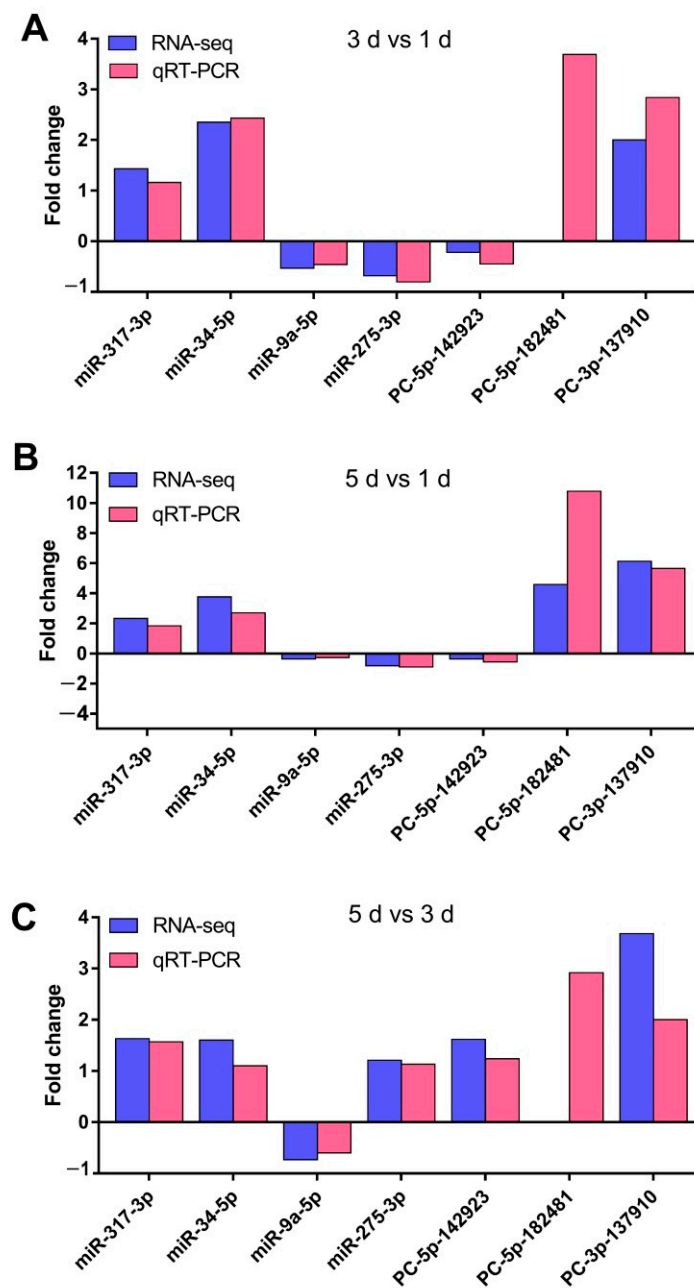 A
RNA-seq
qRT-PCR
3 d vs 1 d
Fold change
4
3
2
1
0
−1
miR-317-3p
miR-34-5p
miR-9a-5p
miR-275-3p
PC-5p-142923
PC-5p-182481
PC-3p-137910
B
RNA-seq
qRT-PCR
5 d vs 1 d
Fold change
12
10
8
6
4
2
0
−2
−4
miR-317-3p
miR-34-5p
miR-9a-5p
miR-275-3p
PC-5p-142923
PC-5p-182481
PC-3p-137910
C
RNA-seq
qRT-PCR
5 d vs 3 d
Fold change
4
3
2
1
0
−1
miR-317-3p
miR-34-5p
miR-9a-5p
miR-275-3p
PC-5p-142923
PC-5p-182481
PC-3p-137910